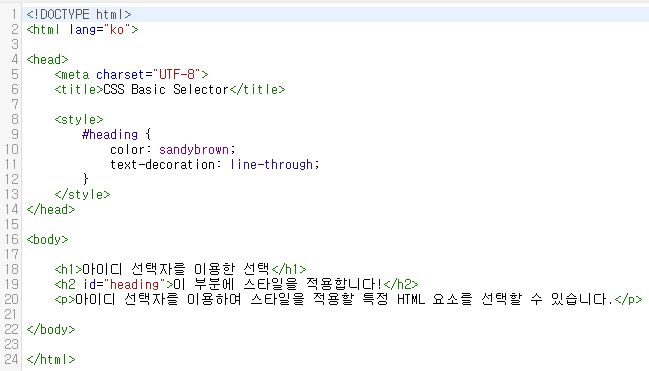 1 <!DOCTYPE html>
2 <html lang="ko">
3
4 <head>
5     <meta charset="UTF-8">
6     <title>CSS Basic Selector</title>
7
8     <style>
9         #heading {
10             color: sandybrown;
11             text-decoration: line-through;
12         }
13     </style>
14 </head>
15
16 <body>
17
18     <h1>아이디 선택자를 이용한 선택</h1>
19     <h2 id="heading">이 부분에 스타일을 적용합니다!</h2>
20     <p>아이디 선택자를 이용하여 스타일을 적용할 특정 HTML 요소를 선택할 수 있습니다.</p>
21
22 </body>
23
24 </html>